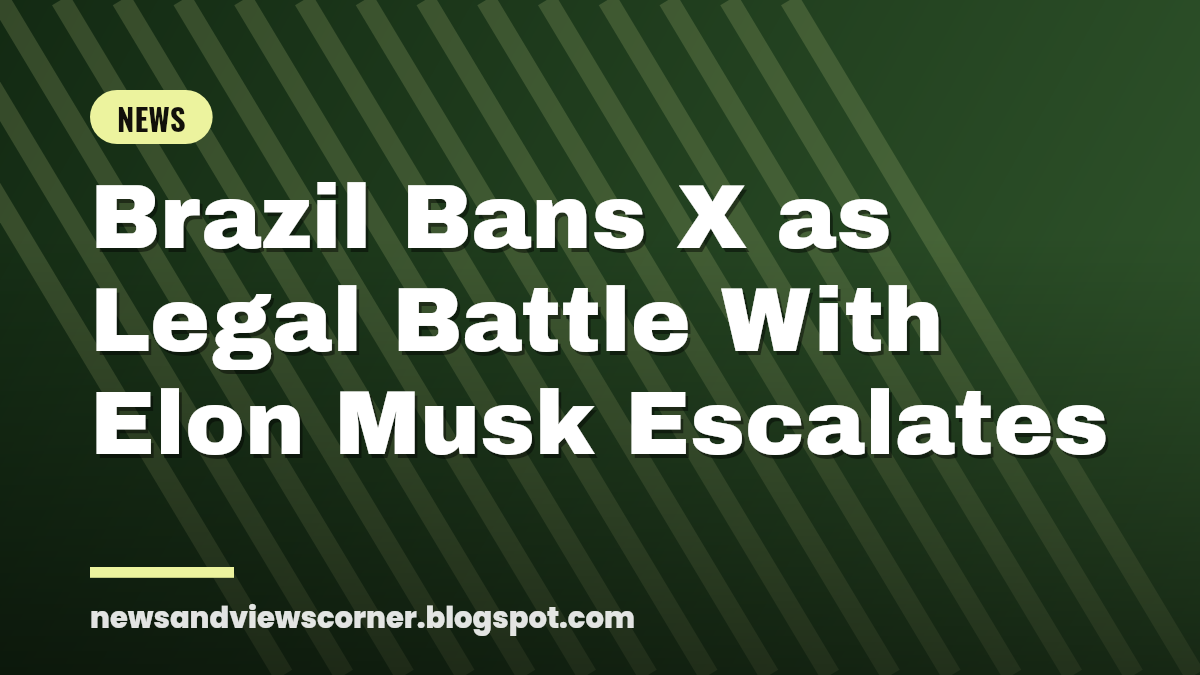 NEWS
Brazil Bans X as
Legal Battle With
Elon Musk Escalates
newsandviewscorner.blogspot.com